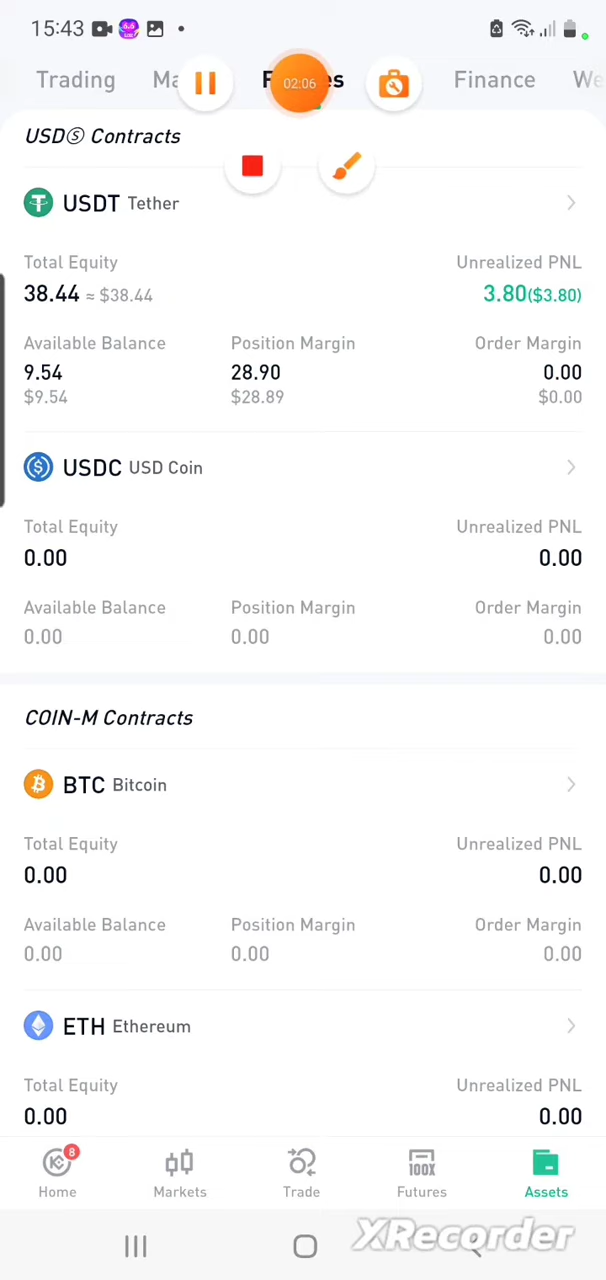 15:43
Trading Ma F 02:06 es Finance We
USDⓈ Contracts
USDT Tether
Total Equity Unrealized PNL
38.44 ≈ $38.44 3.80($3.80)
Available Balance Position Margin Order Margin
9.54 28.90 0.00
$9.54 $28.89 $0.00
USDC USD Coin
Total Equity Unrealized PNL
0.00 0.00
Available Balance Position Margin Order Margin
0.00 0.00 0.00
COIN-M Contracts
BTC Bitcoin
Total Equity Unrealized PNL
0.00 0.00
Available Balance Position Margin Order Margin
0.00 0.00 0.00
ETH Ethereum
Total Equity Unrealized PNL
0.00 0.00
8
100X
Home Markets Trade Futures Assets
XRecorder